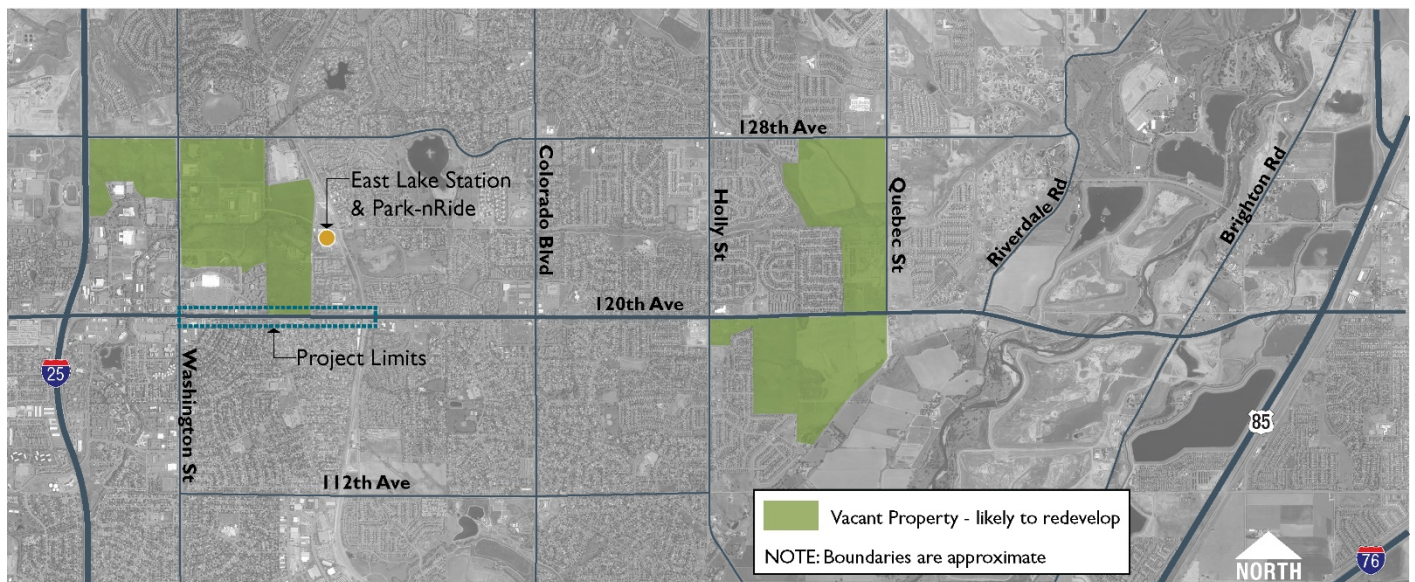 128th Ave
East Lake Station
& Park-nRide
Colorado Blvd
Holly St
Quebec St
Riverdale Rd
Brighton Rd
120th Ave
Project Limits
25
Washington St
85
112th Ave
Vacant Property - likely to redevelop
NOTE: Boundaries are approximate
NORTH
76